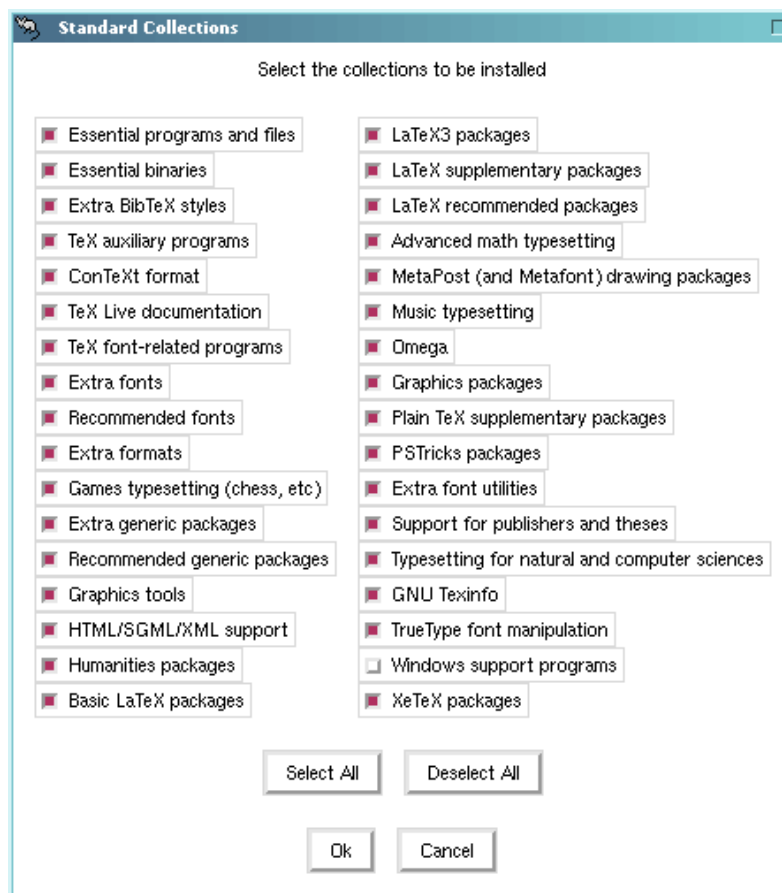 Standard Collections
Select the collections to be installed
Essential programs and files
Essential binaries
Extra BibTeX styles
TeX auxiliary programs
ConTeXt format
TeX Live documentation
TeX font-related programs
Extra fonts
Recommended fonts
Extra formats
Games typesetting (chess, etc)
Extra generic packages
Recommended generic packages
Graphics tools
HTML/SGML/XML support
Humanities packages
Basic LaTeX packages
LaTeX3 packages
LaTeX supplementary packages
LaTeX recommended packages
Advanced math typesetting
MetaPost (and Metafont) drawing packages
Music typesetting
Omega
Graphics packages
Plain TeX supplementary packages
PSTricks packages
Extra font utilities
Support for publishers and theses
Typesetting for natural and computer sciences
GNU Texinfo
TrueType font manipulation
Windows support programs
XeTeX packages
Select All
Deselect All
Ok
Cancel